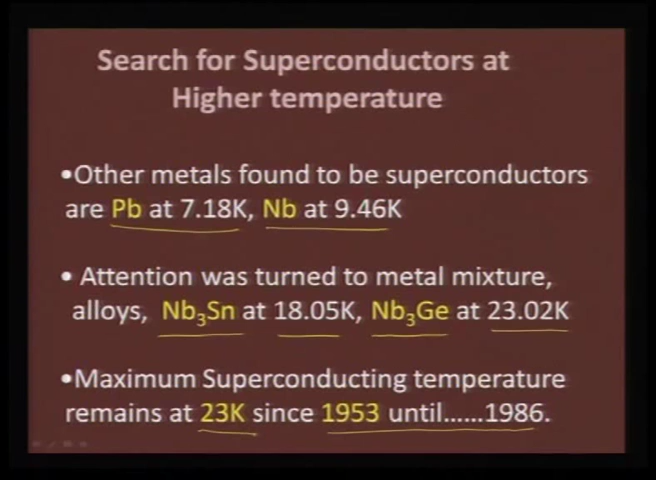 Search for Superconductors at
Higher temperature
•Other metals found to be superconductors
are Pb at 7.18K, Nb at 9.46K
• Attention was turned to metal mixture,
alloys, Nb₃Sn at 18.05K, Nb₃Ge at 23.02K
•Maximum Superconducting temperature
remains at 23K since 1953 until......1986.